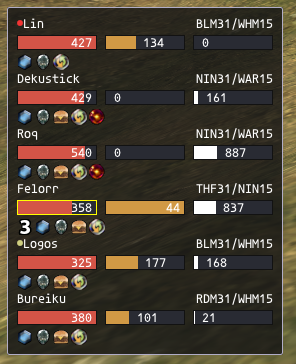 Lin BLM31/WHM15
427 134 0
Dekustick NIN31/WAR15
429 0 161
Roq NIN31/WAR15
540 0 887
Felorr THF31/NIN15
358 44 837
3
Logos BLM31/WHM15
325 177 168
Bureiku RDM31/WHM15
380 101 21